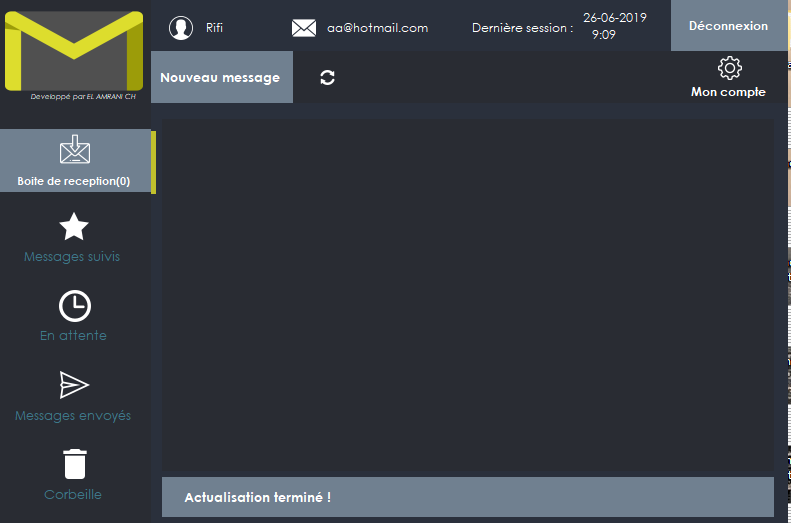 Rifi
aa@hotmail.com
Dernière session :
26-06-2019
9:09
Déconnexion
Développé par EL AMRANI CH
Nouveau message
Mon compte
Boite de reception(0)
Messages suivis
En attente
Messages envoyés
Corbeille
Actualisation terminé !